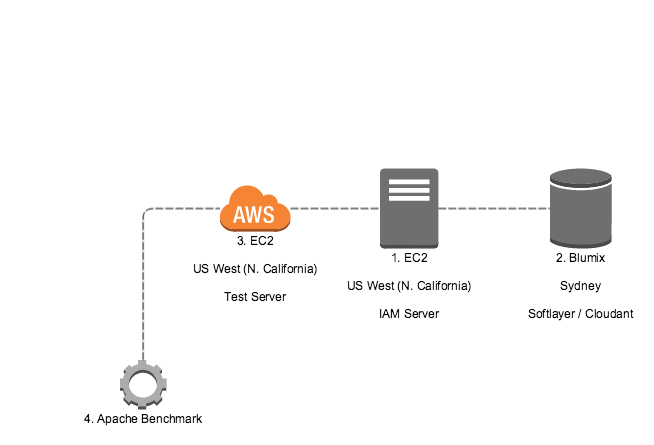 AWS
3. EC2
US West (N. California)
Test Server
1. EC2
US West (N. California)
IAM Server
2. Blumix
Sydney
Softlayer / Cloudant
4. Apache Benchmark